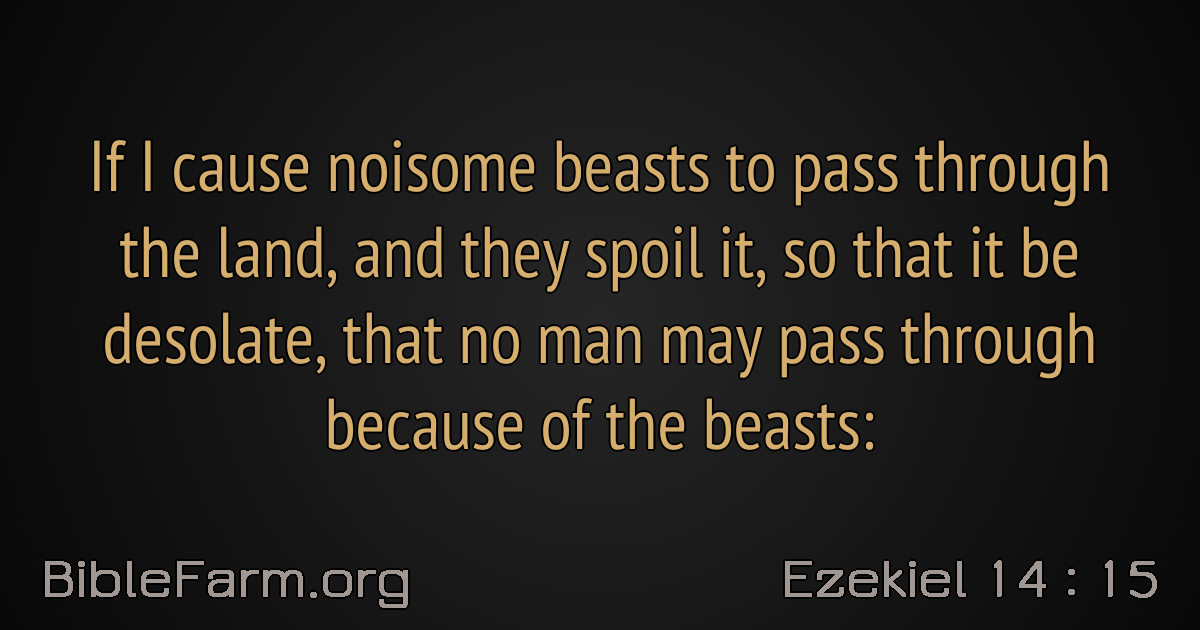 If I cause noisome beasts to pass through
the land, and they spoil it, so that it be
desolate, that no man may pass through
because of the beasts:
BibleFarm.org
Ezekiel 14 : 15